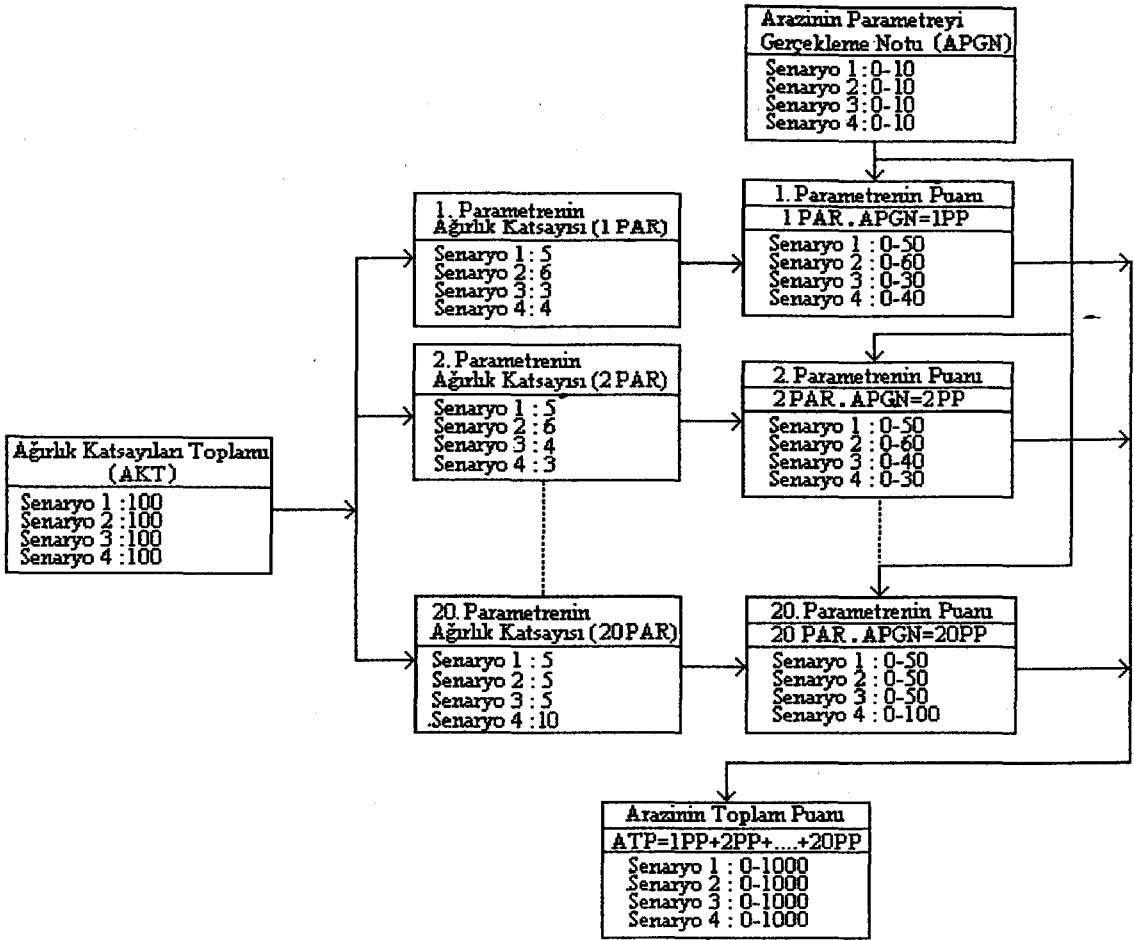 Arazinin Parametreyi
Gerçekleme Notu (APGN)
Senaryo 1:0-10
Senaryo 2:0-10
Senaryo 3:0-10
Senaryo 4:0-10
1. Parametrenin
Ağırlık Katsayısı (1 PAR)
Senaryo 1: 5
Senaryo 2: 6
Senaryo 3: 3
Senaryo 4: 4
1. Parametrenin Puanı
1 PAR. APGN=1PP
Senaryo 1 : 0-50
Senaryo 2 : 0-60
Senaryo 3 : 0-30
Senaryo 4 : 0-40
2. Parametrenin
Ağırlık Katsayısı (2 PAR)
Senaryo 1 : 5
Senaryo 2 : 6
Senaryo 3 : 4
Senaryo 4 : 3
2. Parametrenin Puanı
2 PAR. APGN=2PP
Senaryo 1 : 0-50
Senaryo 2 : 0-60
Senaryo 3 : 0-40
Senaryo 4 : 0-30
Ağırlık Katsayıları Toplamı
(AKT)
Senaryo 1 :100
Senaryo 2 :100
Senaryo 3 :100
Senaryo 4 :100
20. Parametrenin
Ağırlık Katsayısı (20 PAR)
Senaryo 1 : 5
Senaryo 2 : 5
Senaryo 3 : 5
Senaryo 4 : 10
20. Parametrenin Puanı
20 PAR. APGN=20PP
Senaryo 1 : 0-50
Senaryo 2 : 0-50
Senaryo 3 : 0-50
Senaryo 4 : 0-100
Arazinin Toplam Puanı
ATP=1PP+2PP+....+20PP
Senaryo 1 : 0-1000
Senaryo 2 : 0-1000
Senaryo 3 : 0-1000
Senaryo 4 : 0-1000